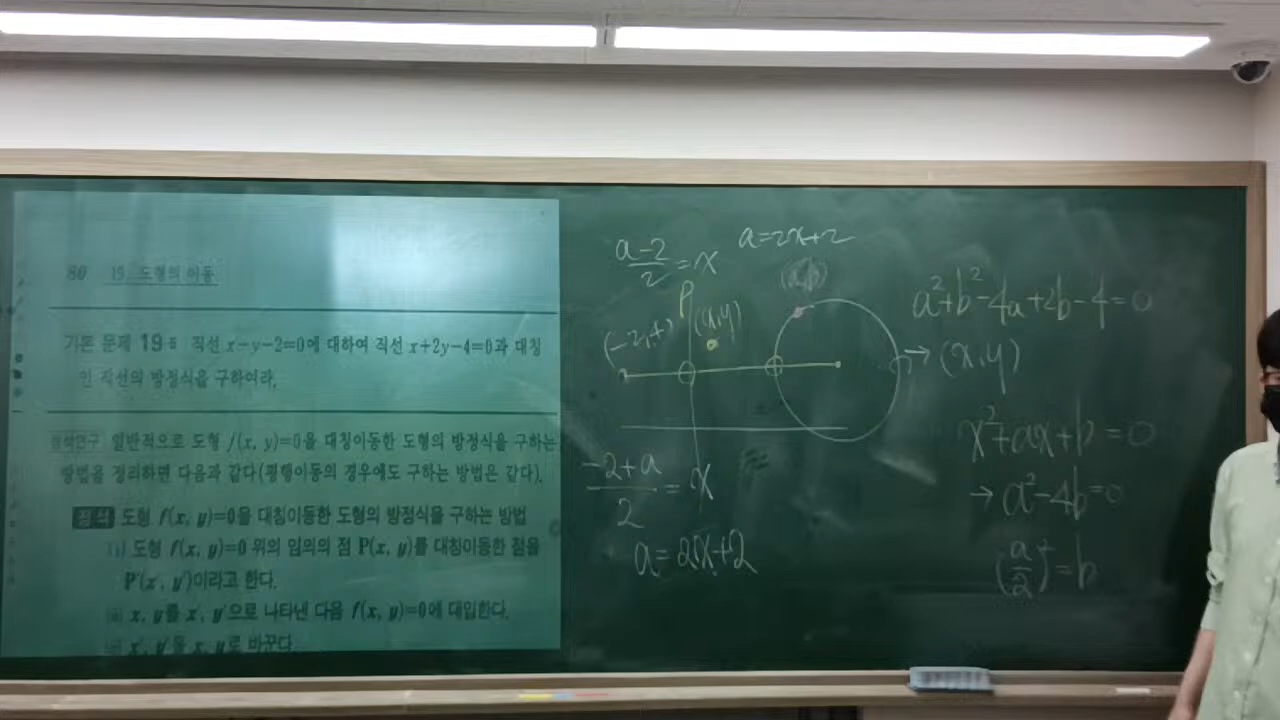 80 19. 도형의 이동
기본 문제 19-5 직선 x-y-2=0에 대하여 직선 x+2y-4=0과 대칭
인 직선의 방정식을 구하여라.
정석연구 일반적으로 도형 f(x, y)=0을 대칭이동한 도형의 방정식을 구하는
방법을 정리하면 다음과 같다(평행이동의 경우에도 구하는 방법은 같다).
정석 도형 f(x, y)=0을 대칭이동한 도형의 방정식을 구하는 방법
(i) 도형 f(x, y)=0 위의 임의의 점 P(x, y)를 대칭이동한 점을
P'(x', y')이라고 한다.
(ii) x, y를 x', y'으로 나타낸 다음 f(x, y)=0에 대입한다.
x', y'을 x, y로 바꾼다
(a-2)/2=x
a=2x+2
P
(x,y)
(-2+a)/2=x
a=2x+2
a²+b²-4a+2b-4=0
→(x,y)
x²+ax+b=0
→a²-4b=0
(a/2)²=b